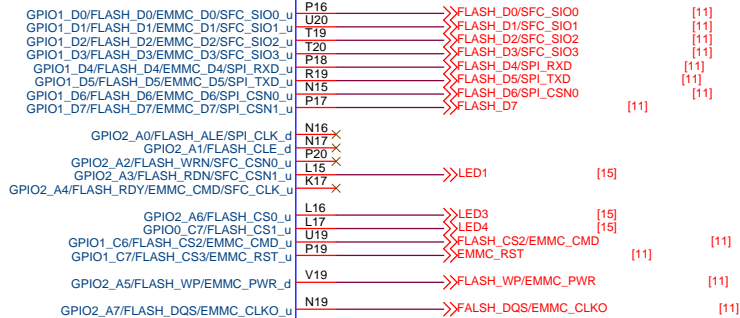 GPIO1_D0/FLASH_D0/EMMC_D0/SFC_SIO0_u P16 FLASH_D0/SFC_SIO0 [11]
GPIO1_D1/FLASH_D1/EMMC_D1/SFC_SIO1_u U20 FLASH_D1/SFC_SIO1 [11]
GPIO1_D2/FLASH_D2/EMMC_D2/SFC_SIO2_u T19 FLASH_D2/SFC_SIO2 [11]
GPIO1_D3/FLASH_D3/EMMC_D3/SFC_SIO3_u T20 FLASH_D3/SFC_SIO3 [11]
GPIO1_D4/FLASH_D4/EMMC_D4/SPI_RXD_u P18 FLASH_D4/SPI_RXD [11]
GPIO1_D5/FLASH_D5/EMMC_D5/SPI_TXD_u R19 FLASH_D5/SPI_TXD [11]
GPIO1_D6/FLASH_D6/EMMC_D6/SPI_CSN0_u N15 FLASH_D6/SPI_CSN0 [11]
GPIO1_D7/FLASH_D7/EMMC_D7/SPI_CSN1_u P17 FLASH_D7 [11]
GPIO2_A0/FLASH_ALE/SPI_CLK_d N16
GPIO2_A1/FLASH_CLE_d N17
GPIO2_A2/FLASH_WRN/SFC_CSN0_u P20
GPIO2_A3/FLASH_RDN/SFC_CSN1_u L15 LED1 [15]
GPIO2_A4/FLASH_RDY/EMMC_CMD/SFC_CLK_u K17
GPIO2_A6/FLASH_CS0_u L16 LED3 [15]
GPIO0_C7/FLASH_CS1_u L17 LED4 [15]
GPIO1_C6/FLASH_CS2/EMMC_CMD_u U19 FLASH_CS2/EMMC_CMD [11]
GPIO1_C7/FLASH_CS3/EMMC_RST_u P19 EMMC_RST [11]
GPIO2_A5/FLASH_WP/EMMC_PWR_d V19 FLASH_WP/EMMC_PWR [11]
GPIO2_A7/FLASH_DQS/EMMC_CLKO_u N19 FALSH_DQS/EMMC_CLKO [11]